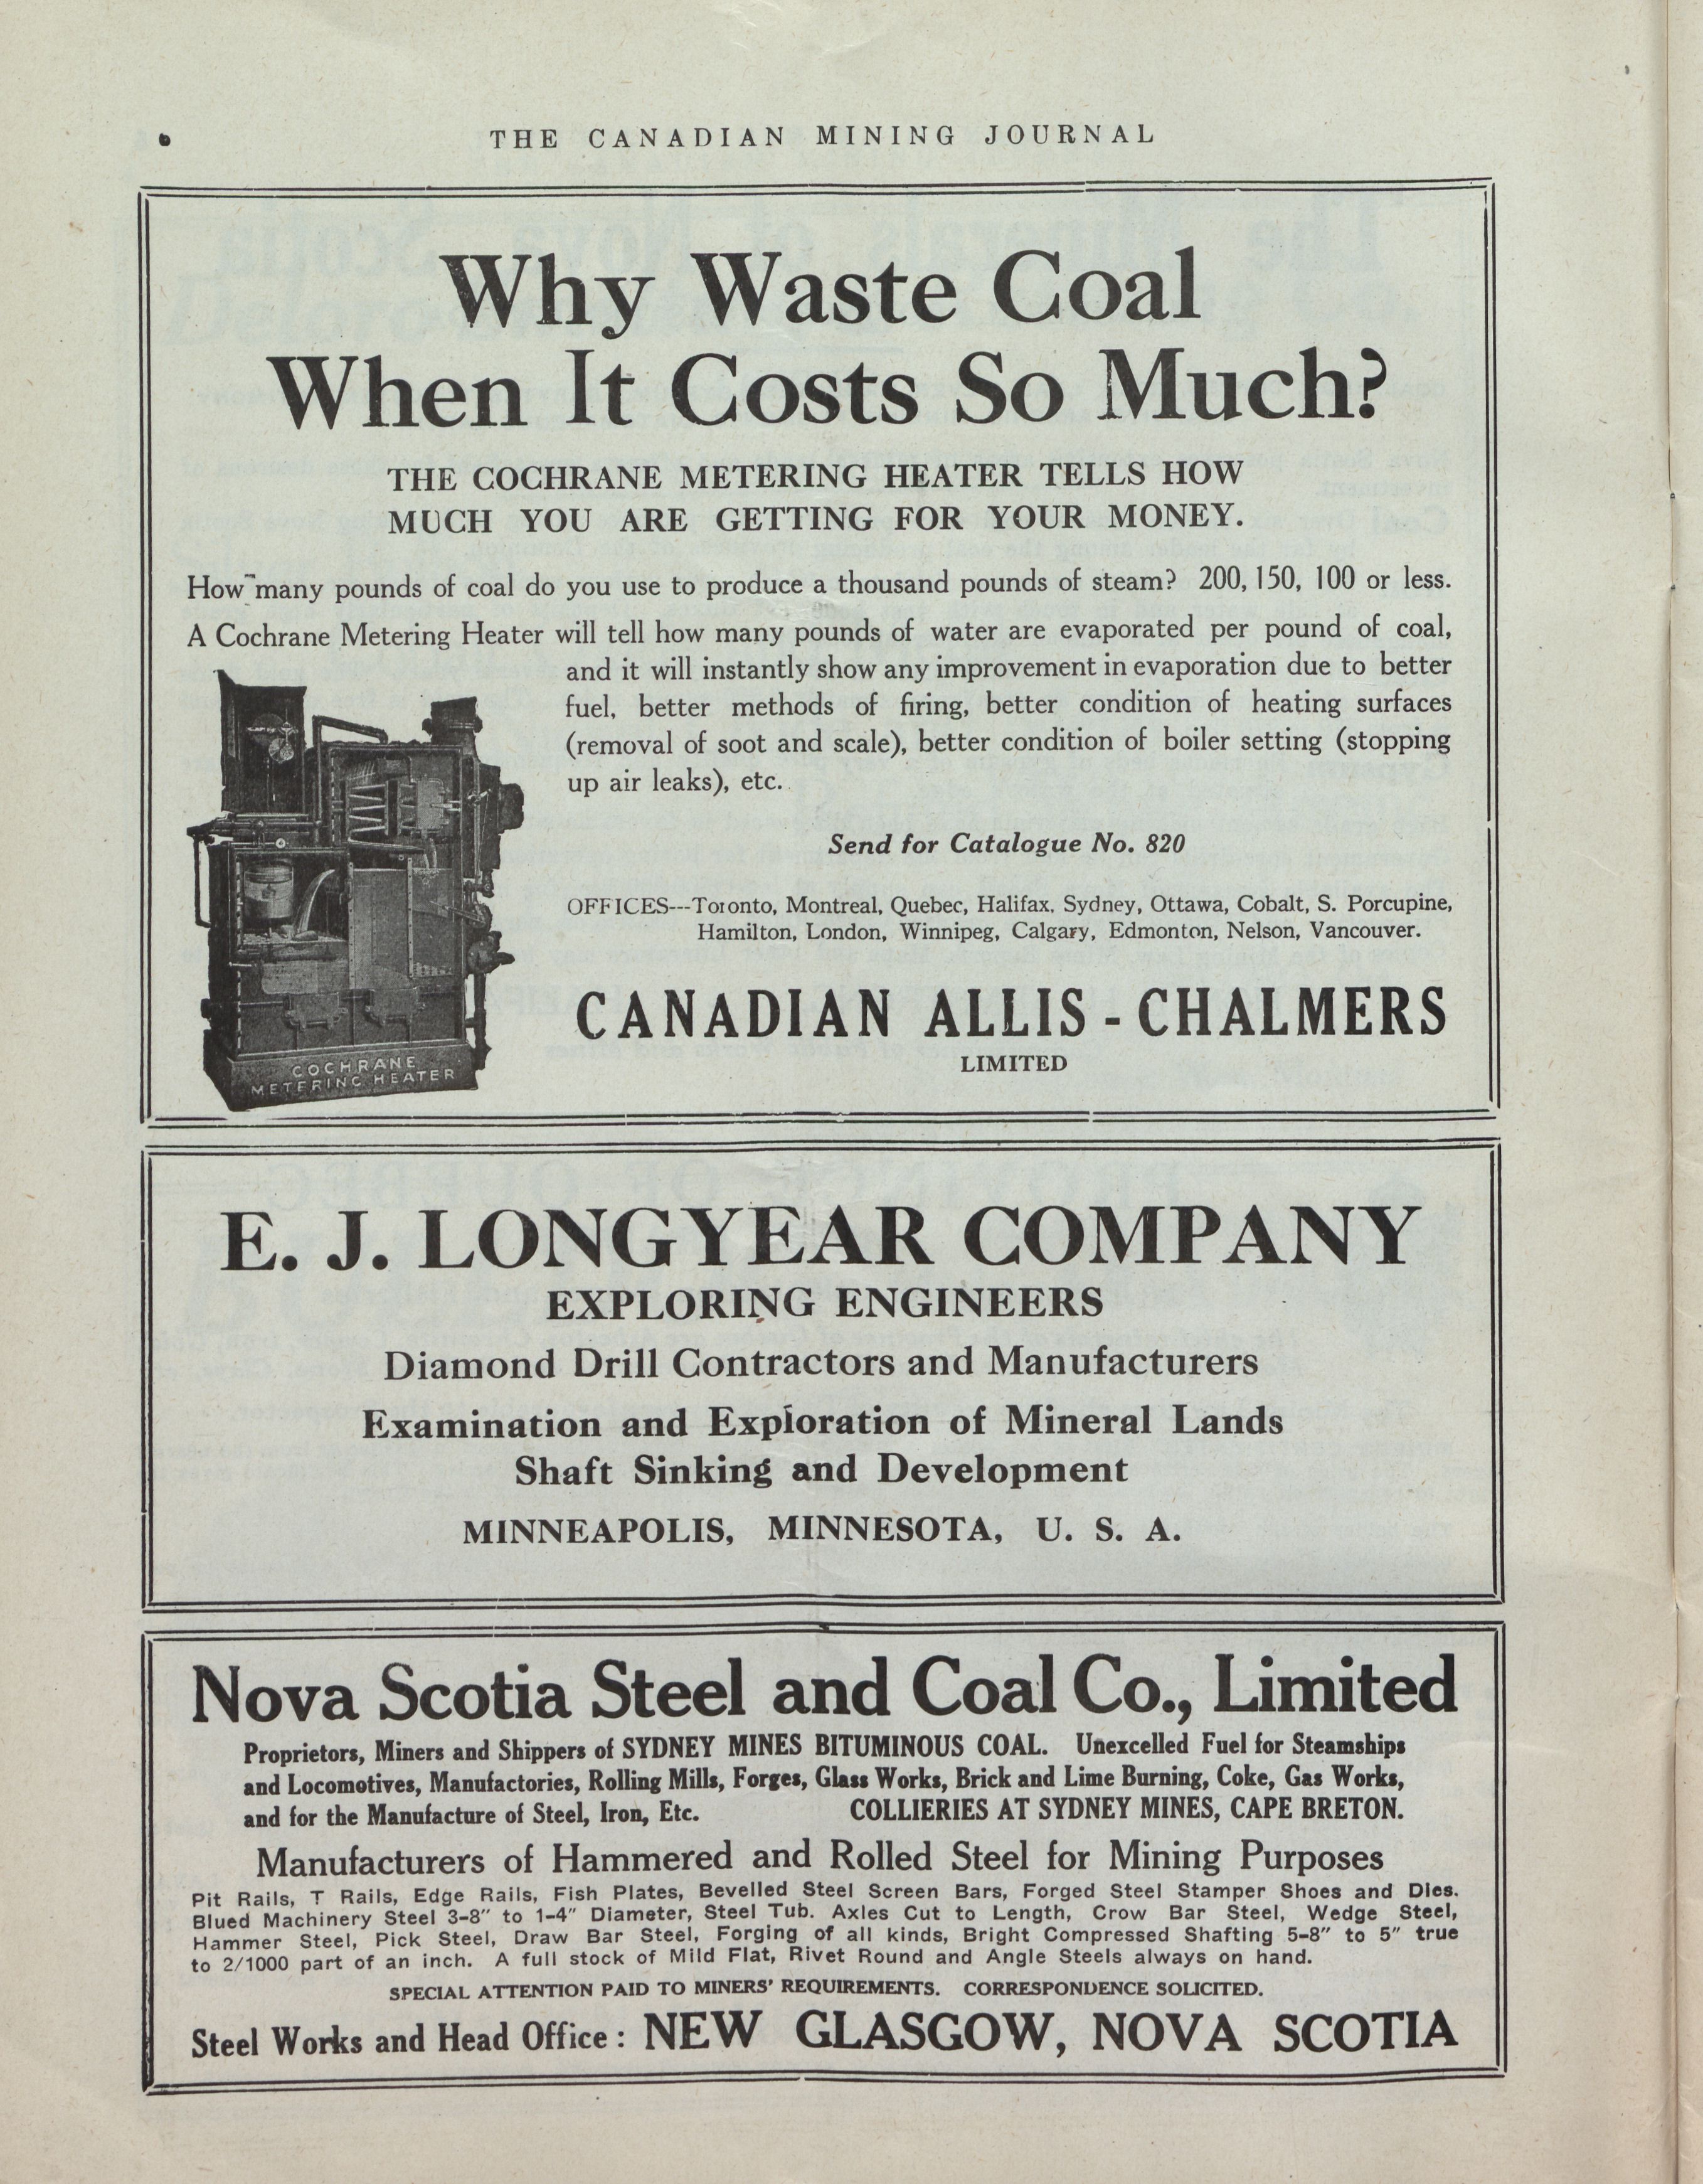 THE CANADIAN MINING JOURNAL
Why Waste Coal
When It Costs So Much?
THE COCHRANE METERING HEATER TELLS HOW
MUCH YOU ARE GETTING FOR YOUR MONEY.
How many pounds of coal do you use to produce a thousand pounds of steam? 200, 150, 100 or less.
A Cochrane Metering Heater will tell how many pounds of water are evaporated per pound of coal,
and it will instantly show any improvement in evaporation due to better
fuel, better methods of firing, better condition of heating surfaces
(removal of soot and scale), better condition of boiler setting (stopping
up air leaks), etc.
Send for Catalogue No. 820
OFFICES---Toronto, Montreal, Quebec, Halifax, Sydney, Ottawa, Cobalt, S. Porcupine,
Hamilton, London, Winnipeg, Calgary, Edmonton, Nelson, Vancouver.
CANADIAN ALLIS - CHALMERS
LIMITED
COCHRANE
METERING HEATER
E. J. LONGYEAR COMPANY
EXPLORING ENGINEERS
Diamond Drill Contractors and Manufacturers
Examination and Exploration of Mineral Lands
Shaft Sinking and Development
MINNEAPOLIS, MINNESOTA, U. S. A.
Nova Scotia Steel and Coal Co., Limited
Proprietors, Miners and Shippers of SYDNEY MINES BITUMINOUS COAL. Unexcelled Fuel for Steamships
and Locomotives, Manufactories, Rolling Mills, Forges, Glass Works, Brick and Lime Burning, Coke, Gas Works,
and for the Manufacture of Steel, Iron, Etc. COLLIERIES AT SYDNEY MINES, CAPE BRETON.
Manufacturers of Hammered and Rolled Steel for Mining Purposes
Pit Rails, T Rails, Edge Rails, Fish Plates, Bevelled Steel Screen Bars, Forged Steel Stamper Shoes and Dies.
Blued Machinery Steel 3-8" to 1-4" Diameter, Steel Tub. Axles Cut to Length, Crow Bar Steel, Wedge Steel,
Hammer Steel, Pick Steel, Draw Bar Steel, Forging of all kinds, Bright Compressed Shafting 5-8" to 5" true
to 2/1000 part of an inch. A full stock of Mild Flat, Rivet Round and Angle Steels always on hand.
SPECIAL ATTENTION PAID TO MINERS' REQUIREMENTS. CORRESPONDENCE SOLICITED.
Steel Works and Head Office: NEW GLASGOW, NOVA SCOTIA